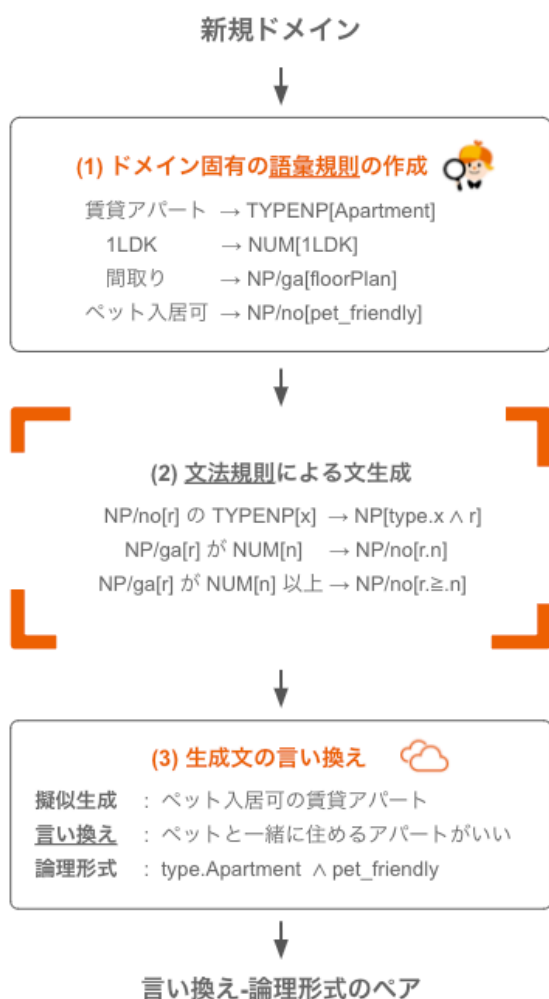 新規ドメイン
(1) ドメイン固有の語彙規則の作成
賃貸アパート → TYPENP[Apartment]
1LDK → NUM[1LDK]
間取り → NP/ga[floorPlan]
ペット入居可 → NP/no[pet_friendly]
(2) 文法規則による文生成
NP/no[r] の TYPENP[x] → NP[type.x ∧ r]
NP/ga[r] が NUM[n] → NP/no[r.n]
NP/ga[r] が NUM[n] 以上 → NP/no[r.≧.n]
(3) 生成文の言い換え
擬似生成 : ペット入居可の賃貸アパート
言い換え : ペットと一緒に住めるアパートがいい
論理形式 : type.Apartment ∧ pet_friendly
言い換え-論理形式のペア